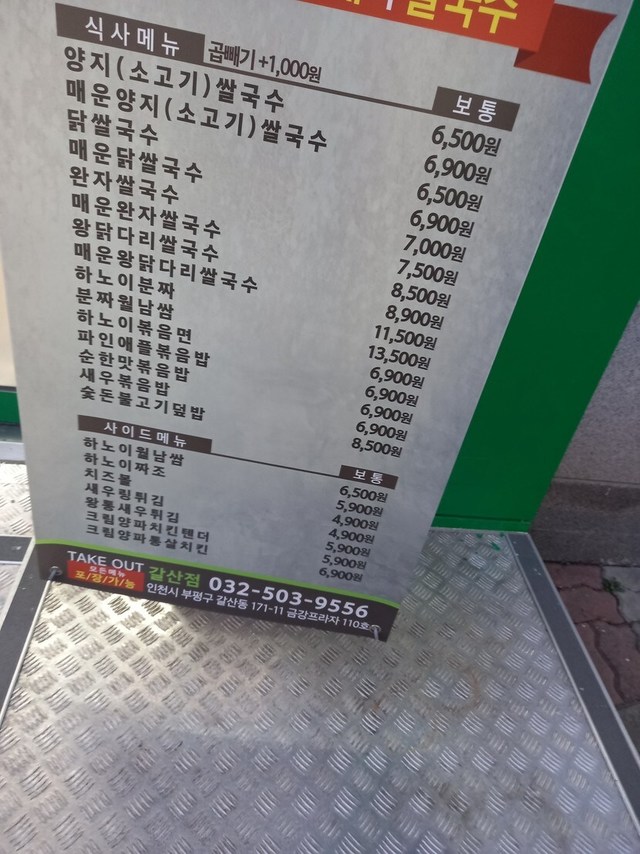 쌀국수
식사메뉴 곱빼기 +1,000원 보통
양지(소고기)쌀국수 6,500원
매운양지(소고기)쌀국수 6,900원
닭쌀국수 6,500원
매운닭쌀국수 6,900원
완자쌀국수 7,000원
매운완자쌀국수 7,500원
왕닭다리쌀국수 8,500원
매운왕닭다리쌀국수 8,900원
하노이분짜 11,500원
분짜월남쌈 13,500원
하노이볶음면 6,900원
파인애플볶음밥 6,900원
순한맛볶음밥 6,900원
새우볶음밥 6,900원
숯돈불고기덮밥 8,500원
사이드메뉴 보통
하노이월남쌈 6,500원
하노이짜조 5,900원
치즈볼 4,900원
새우링튀김 4,900원
왕통새우튀김 5,900원
크림양파치킨텐더 5,900원
크림양파통살치킨 6,900원
TAKE OUT 갈산점 032-503-9556
모든메뉴
포/장/가/능 인천시 부평구 갈산동 171-11 금강프라자 110호